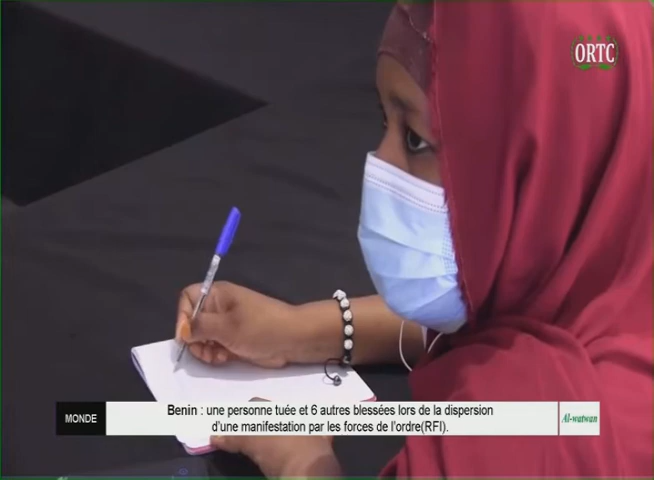 ORTC
MONDE
Benin : une personne tuée et 6 autres blessées lors de la dispersion
d'une manifestation par les forces de l'ordre(RFI).
Al-watwan